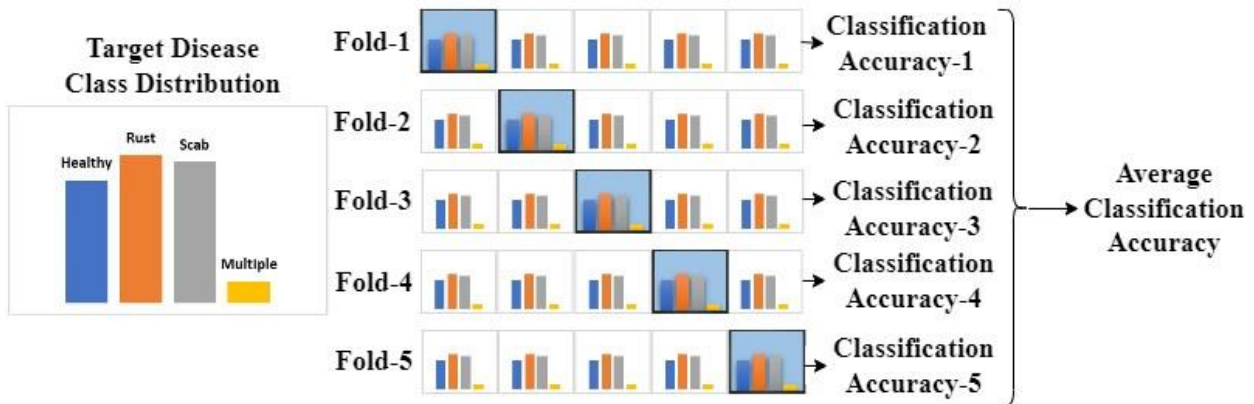 Target Disease
Class Distribution
Healthy
Rust
Scab
Multiple
Fold-1
Classification
Accuracy-1
Fold-2
Classification
Accuracy-2
Fold-3
Classification
Accuracy-3
Fold-4
Classification
Accuracy-4
Fold-5
Classification
Accuracy-5
Average
Classification
Accuracy